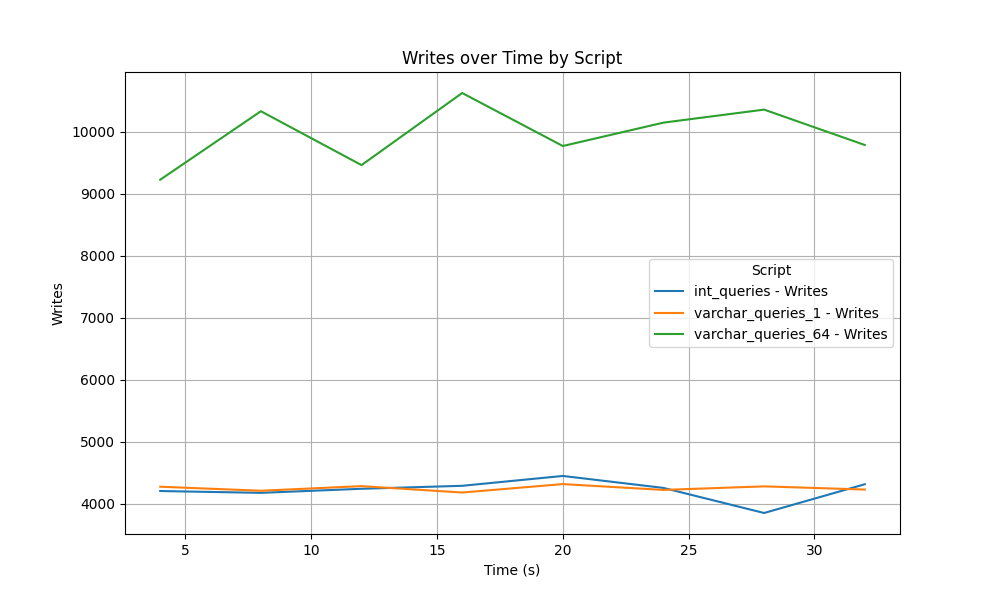 Writes over Time by Script
Writes
10000
9000
8000
7000
6000
5000
4000
Script
int_queries - Writes
varchar_queries_1 - Writes
varchar_queries_64 - Writes
5 10 15 20 25 30
Time (s)